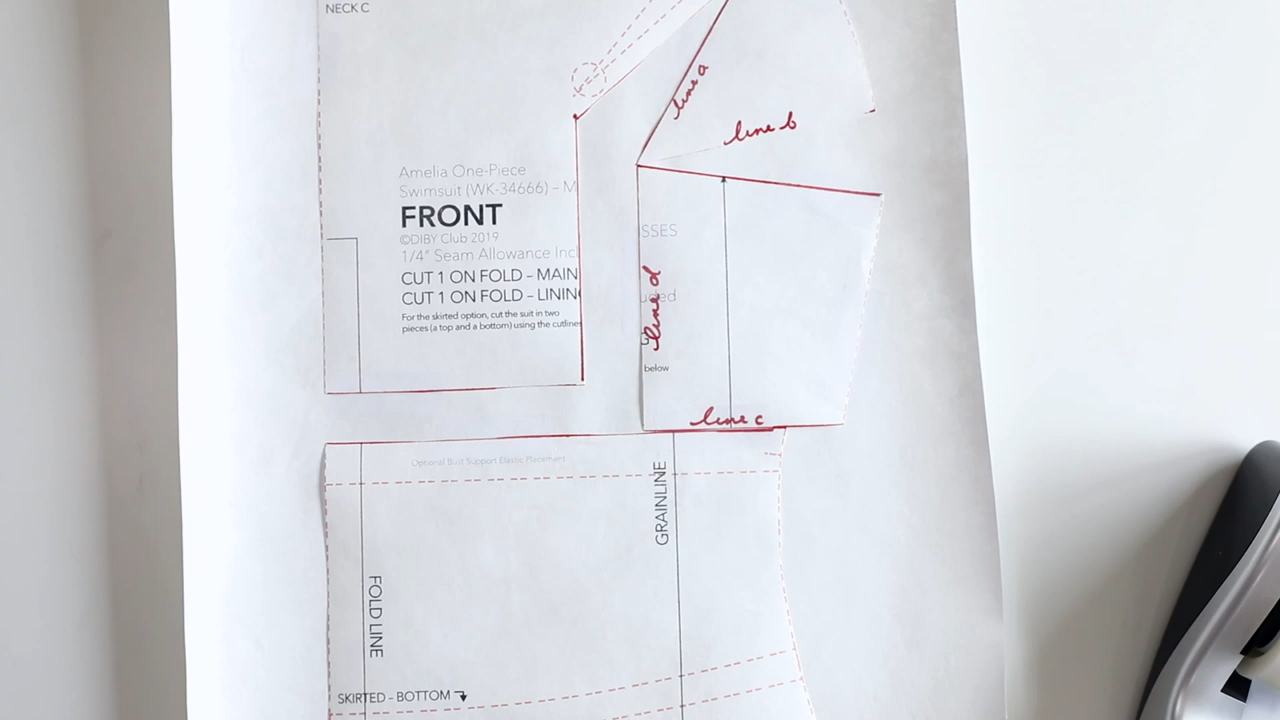 NECK C
line a
line b
Amelia One-Piece
Swimsuit (WK-34666) – M
FRONT
©DIBY Club 2019
1/4" Seam Allowance Incl
CUT 1 ON FOLD – MAIN
CUT 1 ON FOLD – LINING
For the skirted option, cut the suit in two
pieces (a top and a bottom) using the cutlines
SSES
uded
line d
below
line c
Optional Bust Support Elastic Placement
GRAINLINE
FOLD LINE
SKIRTED – BOTTOM